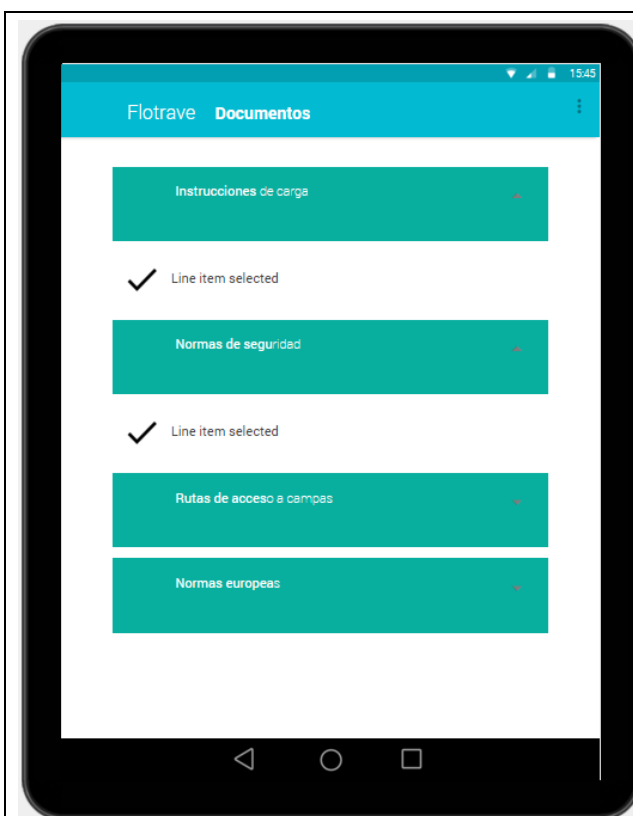 15:45
Flotrave Documentos
Instrucciones de carga
Line item selected
Normas de seguridad
Line item selected
Rutas de acceso a campas
Normas europeas